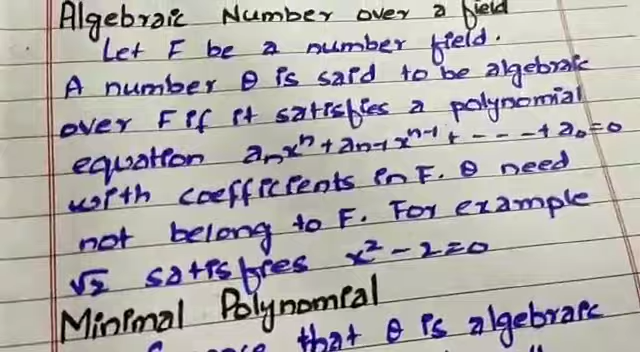 Algebraic Number over a field
Let F be a number field.
A number θ is said to be algebraic
over F if it satisfies a polynomial
equation aₙxⁿ + aₙ₋₁xⁿ⁻¹ + - - - + a₀ = 0
with coefficients in F. θ need
not belong to F. For example
√2 satisfies x² - 2 = 0
Minimal Polynomial
that θ is algebraic